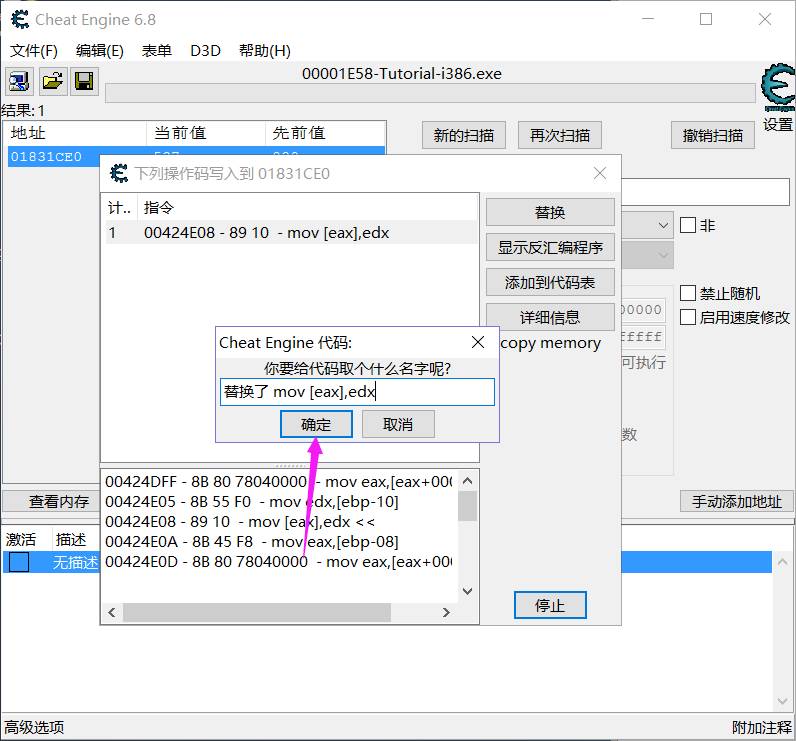 Cheat Engine 6.8
文件(F) 编辑(E) 表单 D3D 帮助(H)
00001E58-Tutorial-i386.exe
结果: 1
设置
地址 当前值 先前值
新的扫描 再次扫描 撤销扫描
01831CE0
下列操作码写入到 01831CE0
计.. 指令
1 00424E08 - 89 10 - mov [eax],edx
替换
显示反汇编程序
添加到代码表
详细信息
copy memory
非
禁止随机
启用速度修改
00000
fffff
可执行
数
Cheat Engine 代码:
你要给代码取个什么名字呢?
替换了 mov [eax],edx
确定 取消
查看内存
手动添加地址
00424DFF - 8B 80 78040000 - mov eax,[eax+000
00424E05 - 8B 55 F0 - mov edx,[ebp-10]
00424E08 - 89 10 - mov [eax],edx <<
00424E0A - 8B 45 F8 - mov eax,[ebp-08]
00424E0D - 8B 80 78040000 - mov eax,[eax+000
激活 描述
无描述
停止
高级选项 附加注释